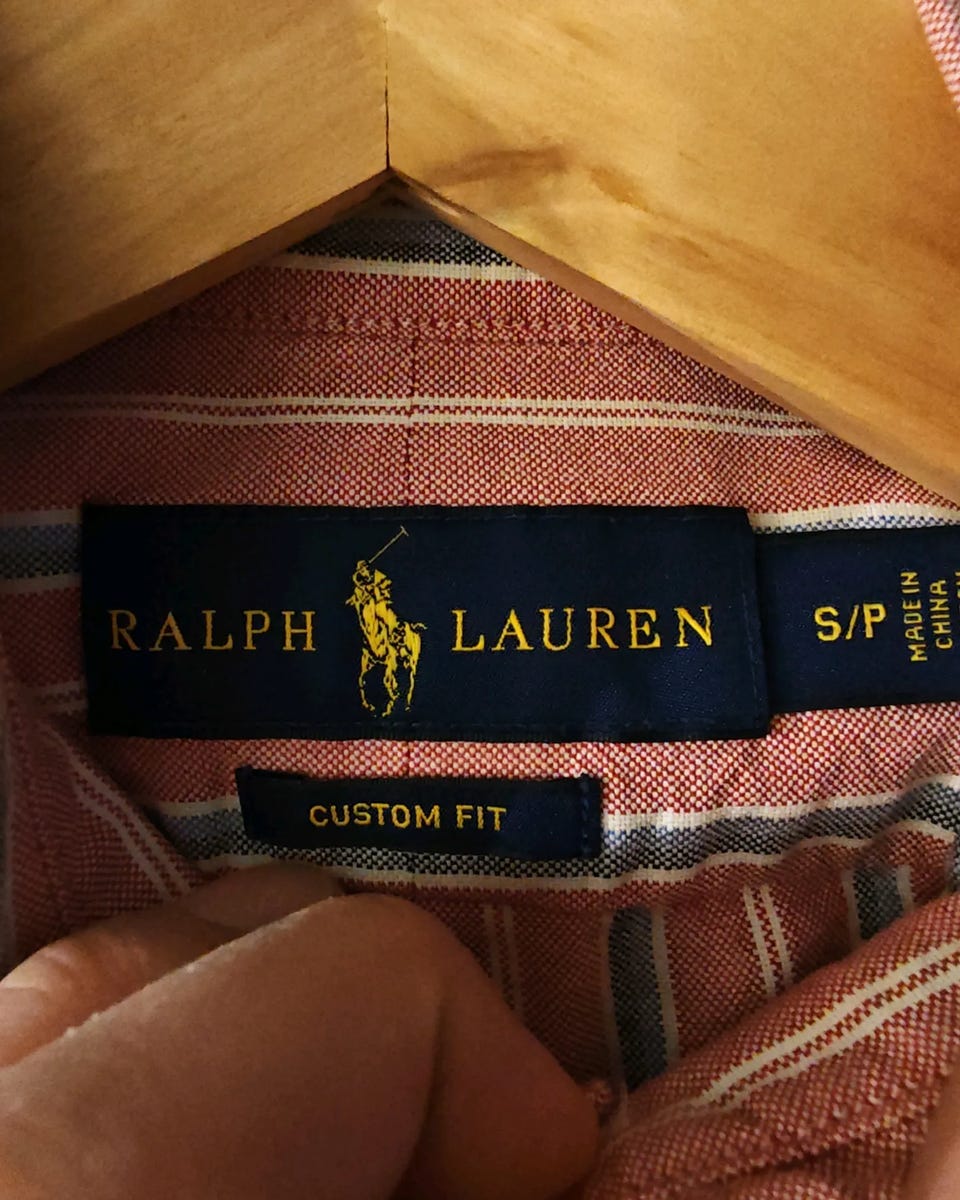 RALPH LAUREN
S/P
MADE IN
CHINA
CUSTOM FIT